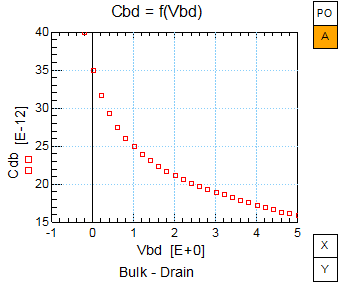 Cbd = f(Vbd)
PO
A
40
35
30
25
20
15
Cdb [E-12]
-1 0 1 2 3 4 5
Vbd [E+0]
Bulk - Drain
X
Y